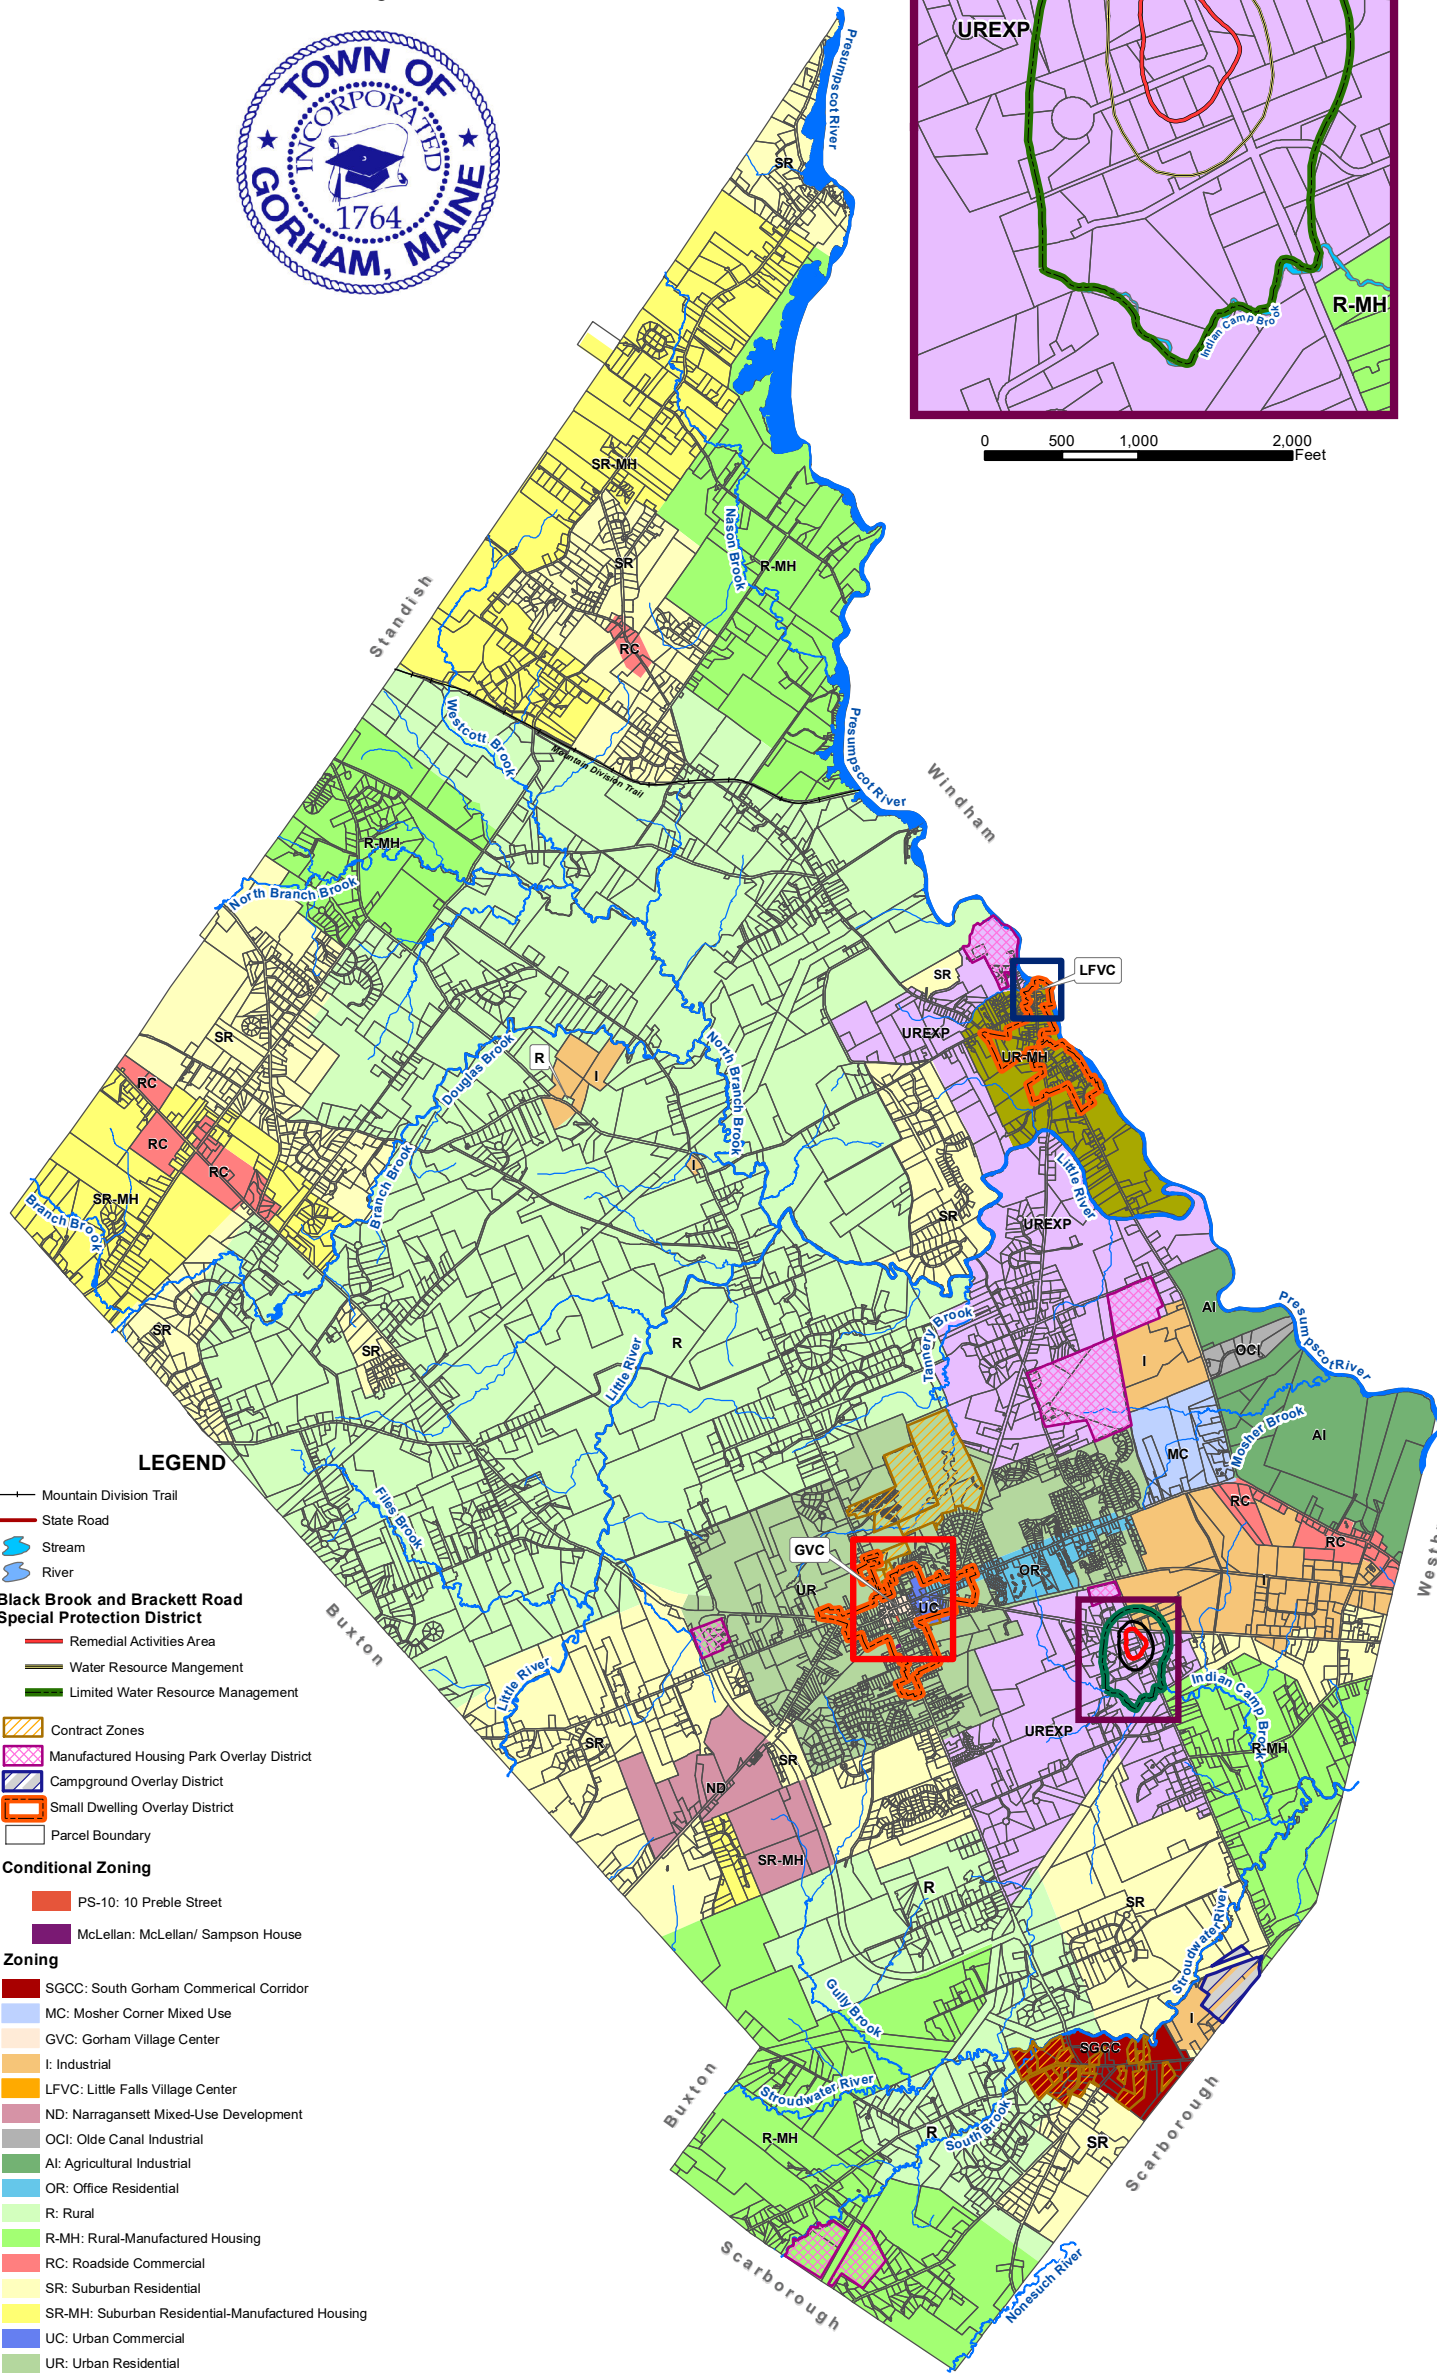 TOWN OF
INCORPORATED
1764
GORHAM, MAINE
UREXP
R-MH
Indian Camp Brook
0 500 1,000 2,000
Feet
Presumpscot River
SR
SR-MH
Nason Brook
SR
R-MH
Standish
RC
Westcott Brook
Mountain Division Trail
Presumpscot River
Windham
R-MH
North Branch Brook
SR
LFVC
UREXP
UR-MH
SR
Douglas Brook
R
I
North Branch Brook
RC
RC
RC
I
Branch Brook
SR-MH
Branch Brook
Little River
SR
UREXP
SR
SR
R
Little River
Tannery Brook
AI
Presumpscot River
OCI
I
Mosher Brook
AI
MC
Files Brook
RC
RC
GVC
OR
UR
UC
I
Buxton
Little River
Indian Camp Brook
SR
UREXP
R-MH
SR
ND
SR-MH
R
SR
Stroudwater River
Gully Brook
I
SGCC
Buxton
Stroudwater River
South Brook
R
R-MH
SR
Scarborough
Scarborough
Nonesuch River
LEGEND
Mountain Division Trail
State Road
Stream
River
Black Brook and Brackett Road
Special Protection District
Remedial Activities Area
Water Resource Mangement
Limited Water Resource Management
Contract Zones
Manufactured Housing Park Overlay District
Campground Overlay District
Small Dwelling Overlay District
Parcel Boundary
Conditional Zoning
PS-10: 10 Preble Street
McLellan: McLellan/ Sampson House
Zoning
SGCC: South Gorham Commerical Corridor
MC: Mosher Corner Mixed Use
GVC: Gorham Village Center
I: Industrial
LFVC: Little Falls Village Center
ND: Narragansett Mixed-Use Development
OCI: Olde Canal Industrial
AI: Agricultural Industrial
OR: Office Residential
R: Rural
R-MH: Rural-Manufactured Housing
RC: Roadside Commercial
SR: Suburban Residential
SR-MH: Suburban Residential-Manufactured Housing
UC: Urban Commercial
UR: Urban Residential